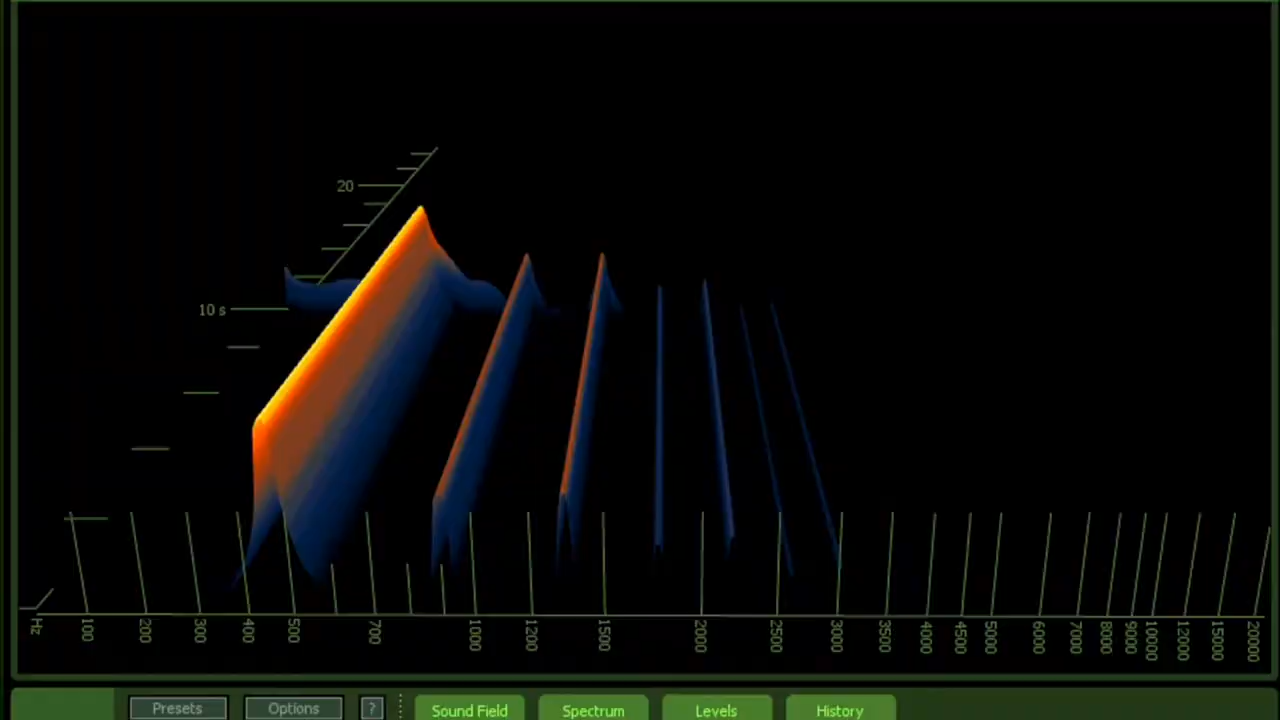 20
10 s
Hz 100 200 300 400 500 700 1000 1200 1500 2000 2500 3000 3500 4000 4500 5000 6000 7000 8000 9000 10000 12000 15000 20000
Presets Options ? Sound Field Spectrum Levels History